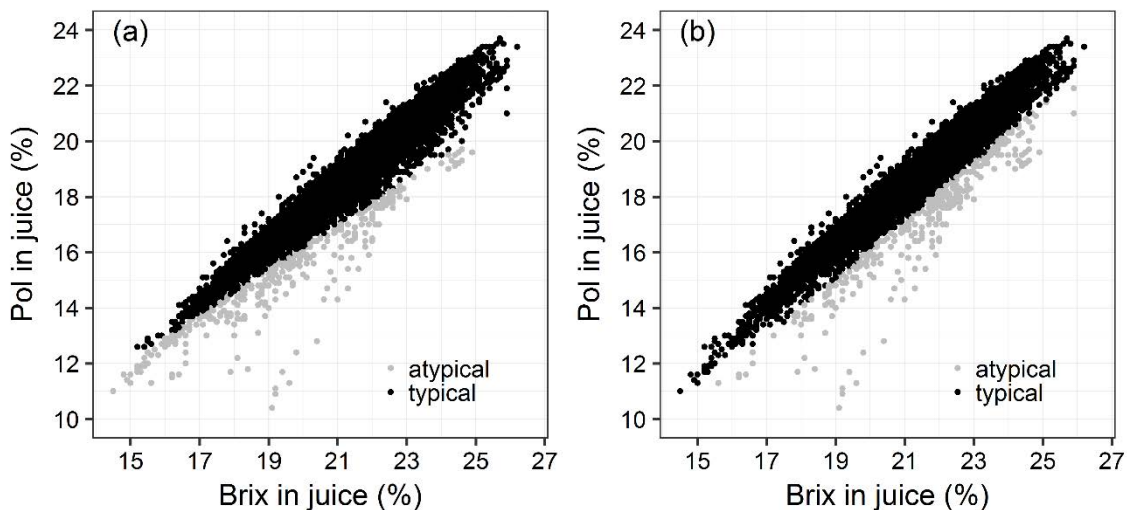 (a)
24
22
20
18
16
14
12
10
Pol in juice (%)
atypical
typical
15 17 19 21 23 25 27
Brix in juice (%)
(b)
24
22
20
18
16
14
12
10
Pol in juice (%)
atypical
typical
15 17 19 21 23 25 27
Brix in juice (%)